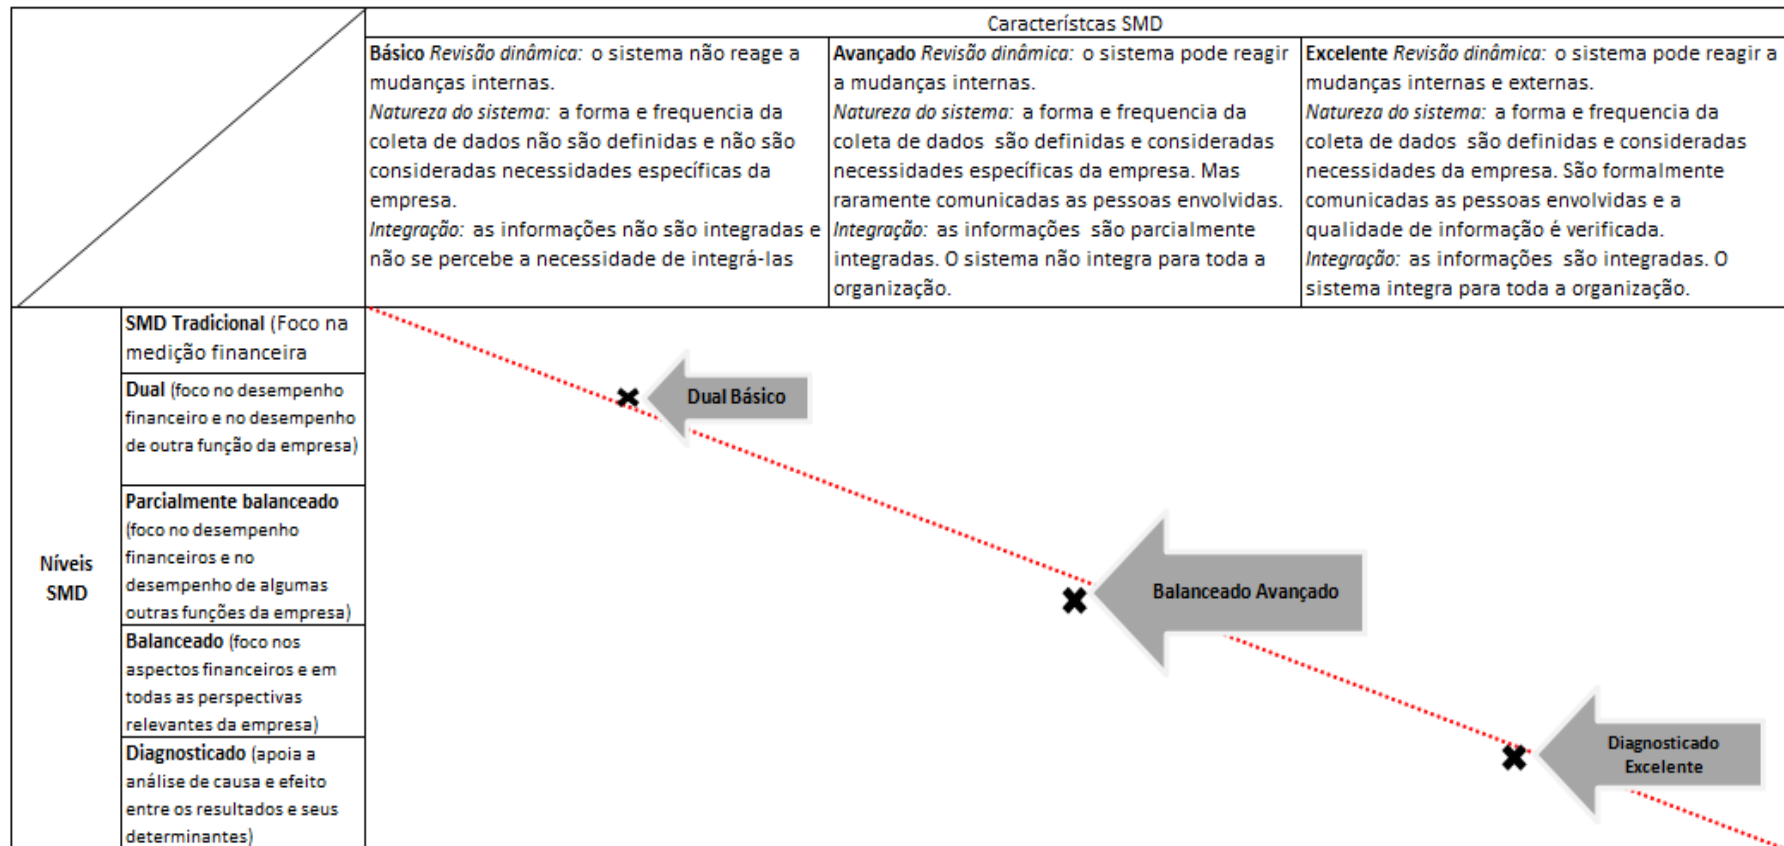 Característcas SMD
Básico Revisão dinâmica: o sistema não reage a
mudanças internas.
Natureza do sistema: a forma e frequencia da
coleta de dados não são definidas e não são
consideradas necessidades específicas da
empresa.
Integração: as informações não são integradas e
não se percebe a necessidade de integrá-las
Avançado Revisão dinâmica: o sistema pode reagir
a mudanças internas.
Natureza do sistema: a forma e frequencia da
coleta de dados são definidas e consideradas
necessidades específicas da empresa. Mas
raramente comunicadas as pessoas envolvidas.
Integração: as informações são parcialmente
integradas. O sistema não integra para toda a
organização.
Excelente Revisão dinâmica: o sistema pode reagir a
mudanças internas e externas.
Natureza do sistema: a forma e frequencia da
coleta de dados são definidas e consideradas
necessidades da empresa. São formalmente
comunicadas as pessoas envolvidas e a
qualidade de informação é verificada.
Integração: as informações são integradas. O
sistema integra para toda a organização.
Níveis
SMD
SMD Tradicional (Foco na
medição financeira
Dual (foco no desempenho
financeiro e no desempenho
de outra função da empresa)
Dual Básico
Parcialmente balanceado
(foco no desempenho
financeiros e no
desempenho de algumas
outras funções da empresa)
Balanceado Avançado
Balanceado (foco nos
aspectos financeiros e em
todas as perspectivas
relevantes da empresa)
Diagnosticado (apoia a
análise de causa e efeito
entre os resultados e seus
determinantes)
Diagnosticado
Excelente